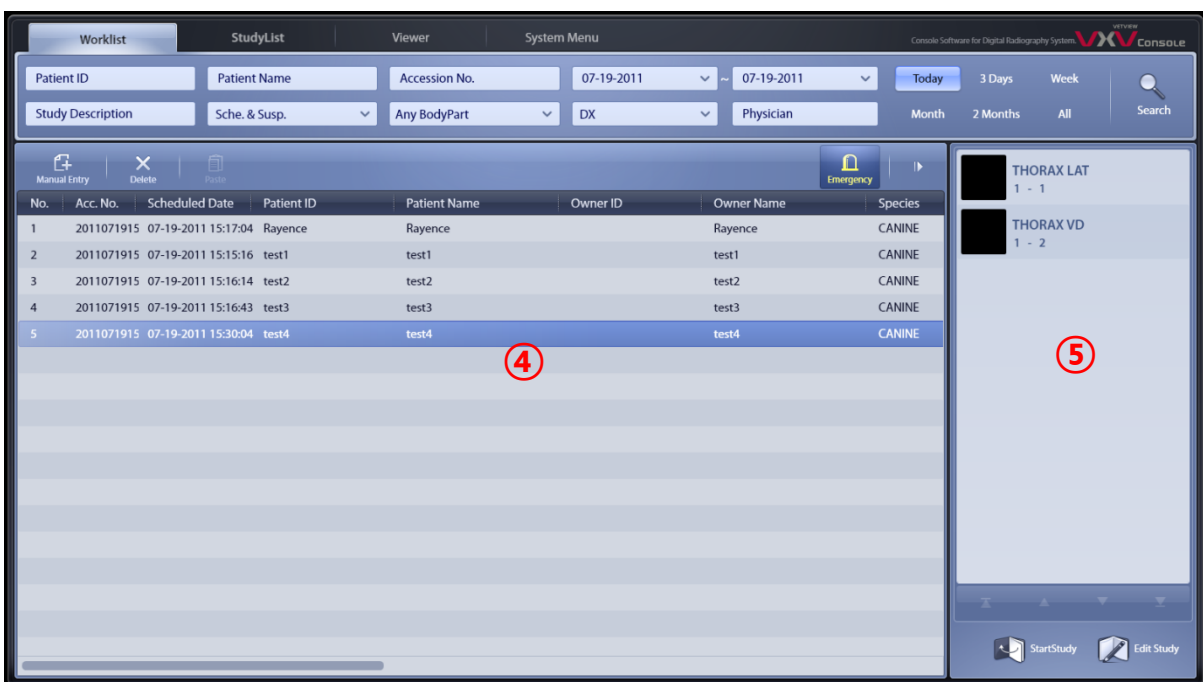 Worklist StudyList Viewer System Menu Console Software for Digital Radiography System. VETVIEW VXV Console
Patient ID Patient Name Accession No. 07-19-2011 ~ 07-19-2011 Today 3 Days Week
Study Description Sche. & Susp. Any BodyPart DX Physician Month 2 Months All Search
Manual Entry Delete Paste Emergency
No. Acc. No. Scheduled Date Patient ID Patient Name Owner ID Owner Name Species
1 2011071915 07-19-2011 15:17:04 Rayence Rayence Rayence CANINE
2 2011071915 07-19-2011 15:15:16 test1 test1 test1 CANINE
3 2011071915 07-19-2011 15:16:14 test2 test2 test2 CANINE
4 2011071915 07-19-2011 15:16:43 test3 test3 test3 CANINE
5 2011071915 07-19-2011 15:30:04 test4 test4 test4 CANINE
④
THORAX LAT
1 - 1
THORAX VD
1 - 2
⑤
StartStudy Edit Study